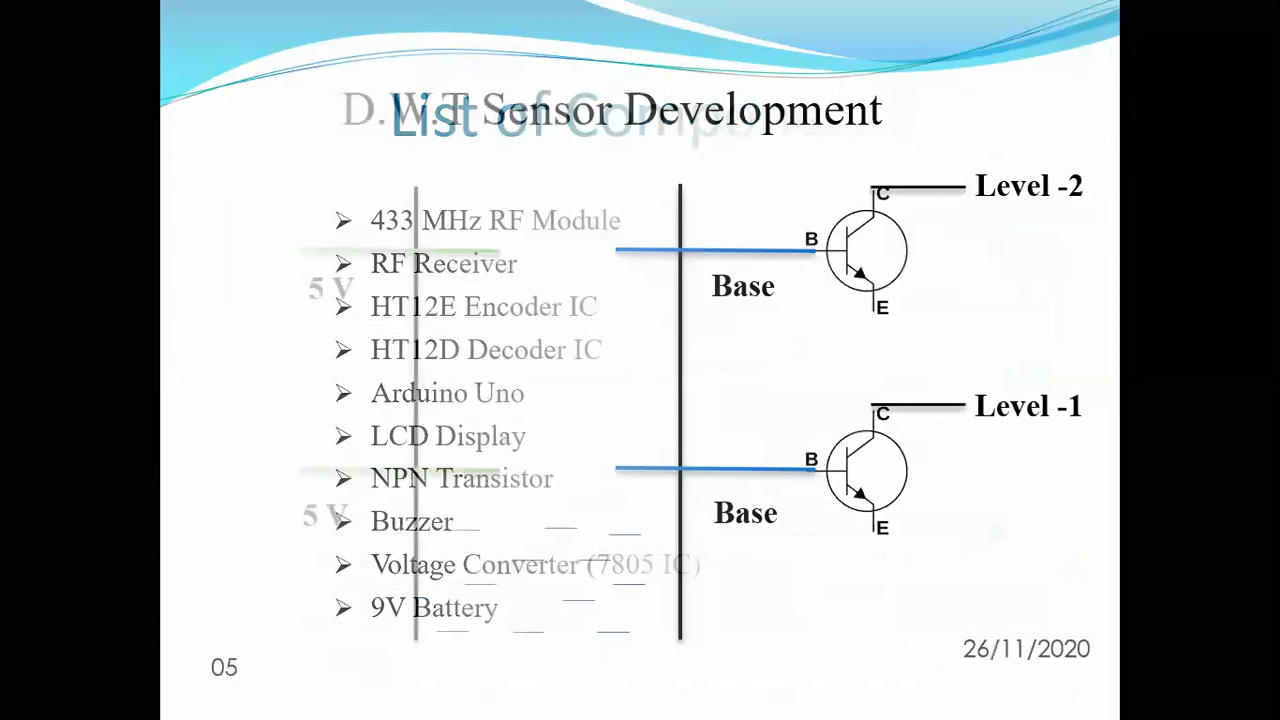 D.W.T Sensor Development
List of Compon
Level -2
C
433 MHz RF Module
B
RF Receiver
5 V
Base
HT12E Encoder IC
E
HT12D Decoder IC
Arduino Uno
Level -1
C
LCD Display
B
NPN Transistor
5 V
Buzzer
Base
E
Voltage Converter (7805 IC)
9V Battery
26/11/2020
05